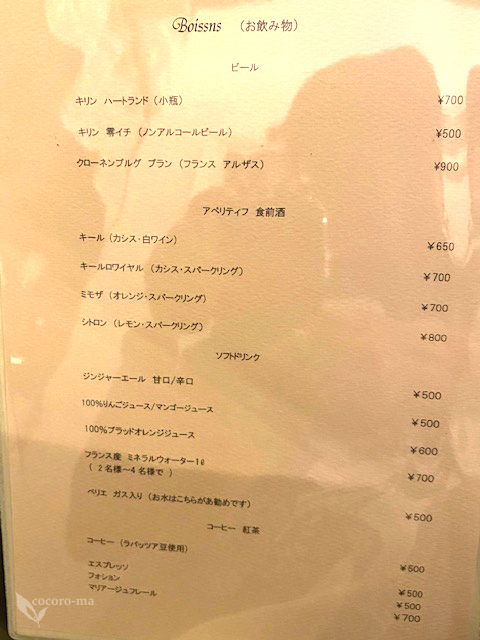 Boissns （お飲み物）
ビール
キリン ハートランド（小瓶） ¥700
キリン 零イチ（ノンアルコールビール） ¥500
クローネンブルグ ブラン（フランス アルザス） ¥900
アペリティフ 食前酒
キール（カシス・白ワイン） ¥650
キールロワイヤル（カシス・スパークリング） ¥700
ミモザ（オレンジ・スパークリング） ¥700
シトロン（レモン・スパークリング） ¥800
ソフトドリンク
ジンジャーエール 甘口/辛口 ¥500
100%りんごジュース/マンゴージュース ¥500
100%ブラッドオレンジジュース ¥600
フランス産 ミネラルウォーター1ℓ ¥700
（ 2名様〜4名様で ）
ペリエ ガス入り（お水はこちらがお勧めです） ¥500
コーヒー 紅茶
コーヒー（ラバッツア豆使用） ¥500
エスプレッソ ¥500
フォション ¥500
マリアージュフレール ¥700
cocoro-ma